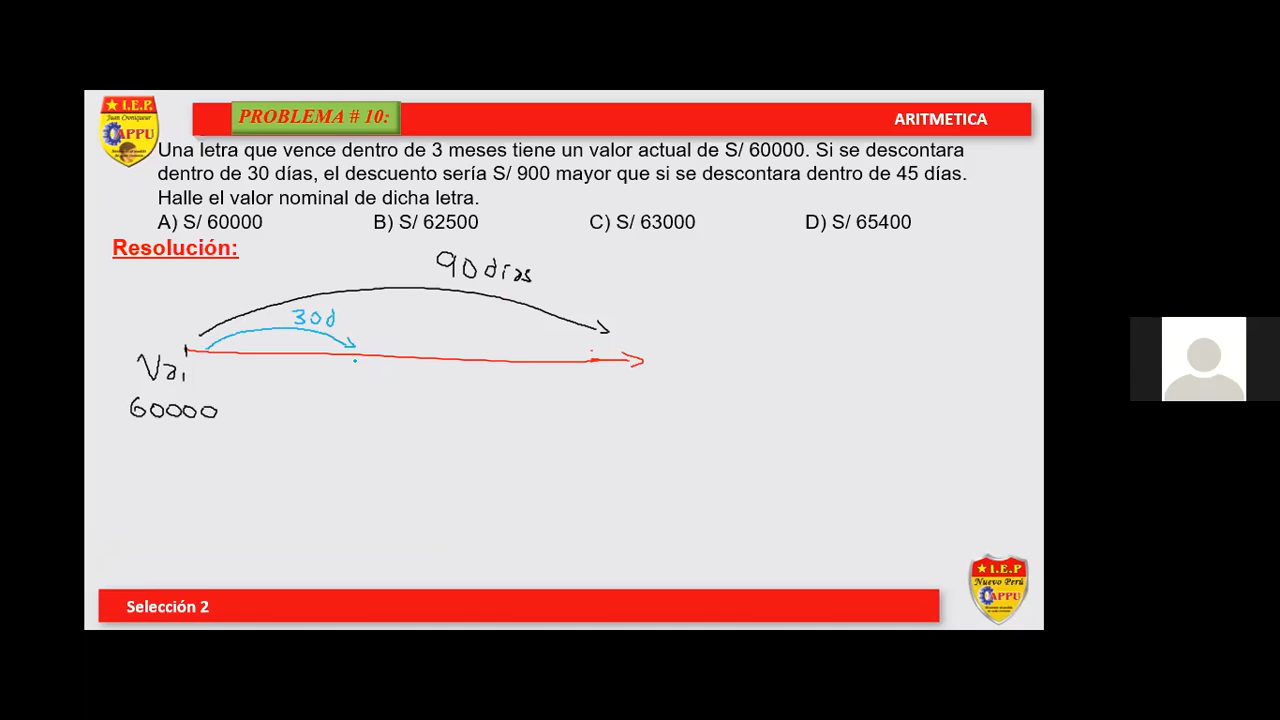 I.E.P.
Juan Croniqueur
APPU
PROBLEMA # 10:
ARITMETICA
Una letra que vence dentro de 3 meses tiene un valor actual de S/ 60000. Si se descontara
dentro de 30 días, el descuento sería S/ 900 mayor que si se descontara dentro de 45 días.
Halle el valor nominal de dicha letra.
A) S/ 60000 B) S/ 62500 C) S/ 63000 D) S/ 65400
Resolución:
90 días
30d
Va1
60000
I.E.P
Nuevo Perú
APPU
Selección 2